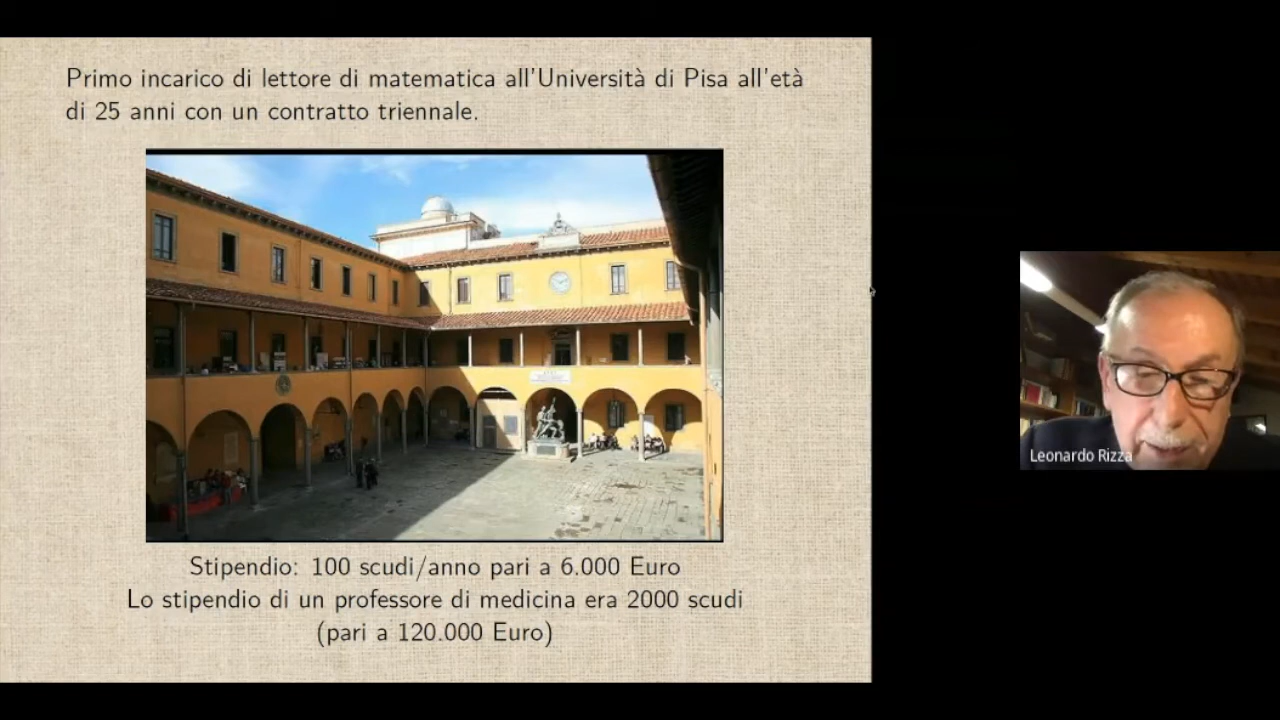 Primo incarico di lettore di matematica all'Università di Pisa all'età
di 25 anni con un contratto triennale.
Stipendio: 100 scudi/anno pari a 6.000 Euro
Lo stipendio di un professore di medicina era 2000 scudi
(pari a 120.000 Euro)
Leonardo Rizza